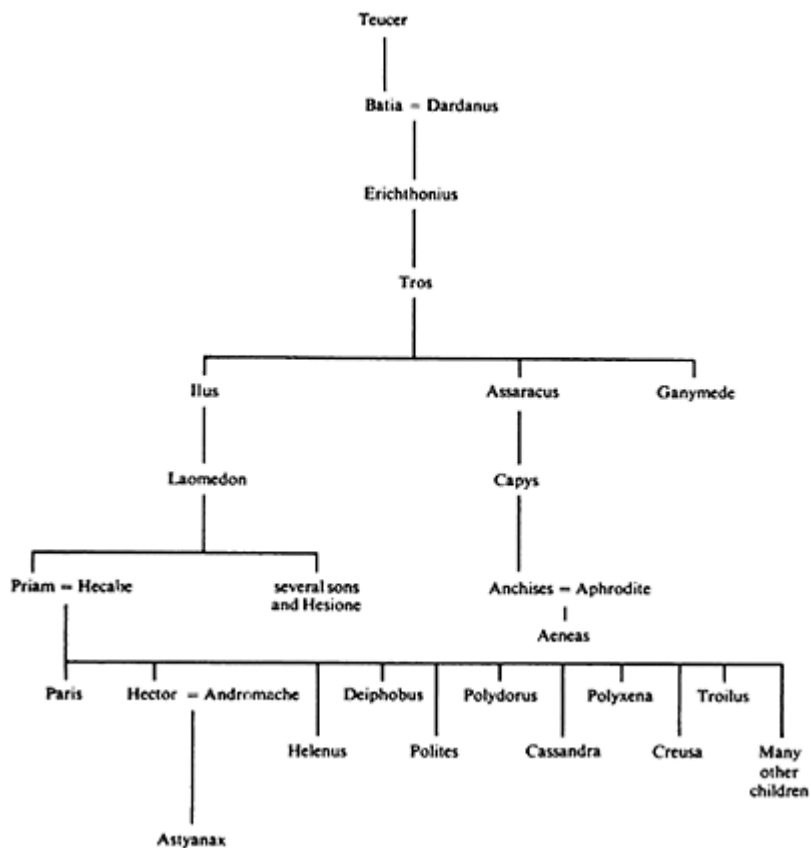 Teucer
Batia = Dardanus
Erichthonius
Tros
Ilus Assaracus Ganymede
Laomedon Capys
Priam = Hecabe several sons and Hesione Anchises = Aphrodite
Aeneas
Paris Hector = Andromache Deiphobus Polydorus Polyxena Troilus
Helenus Polites Cassandra Creusa Many
other
children
Astyanax